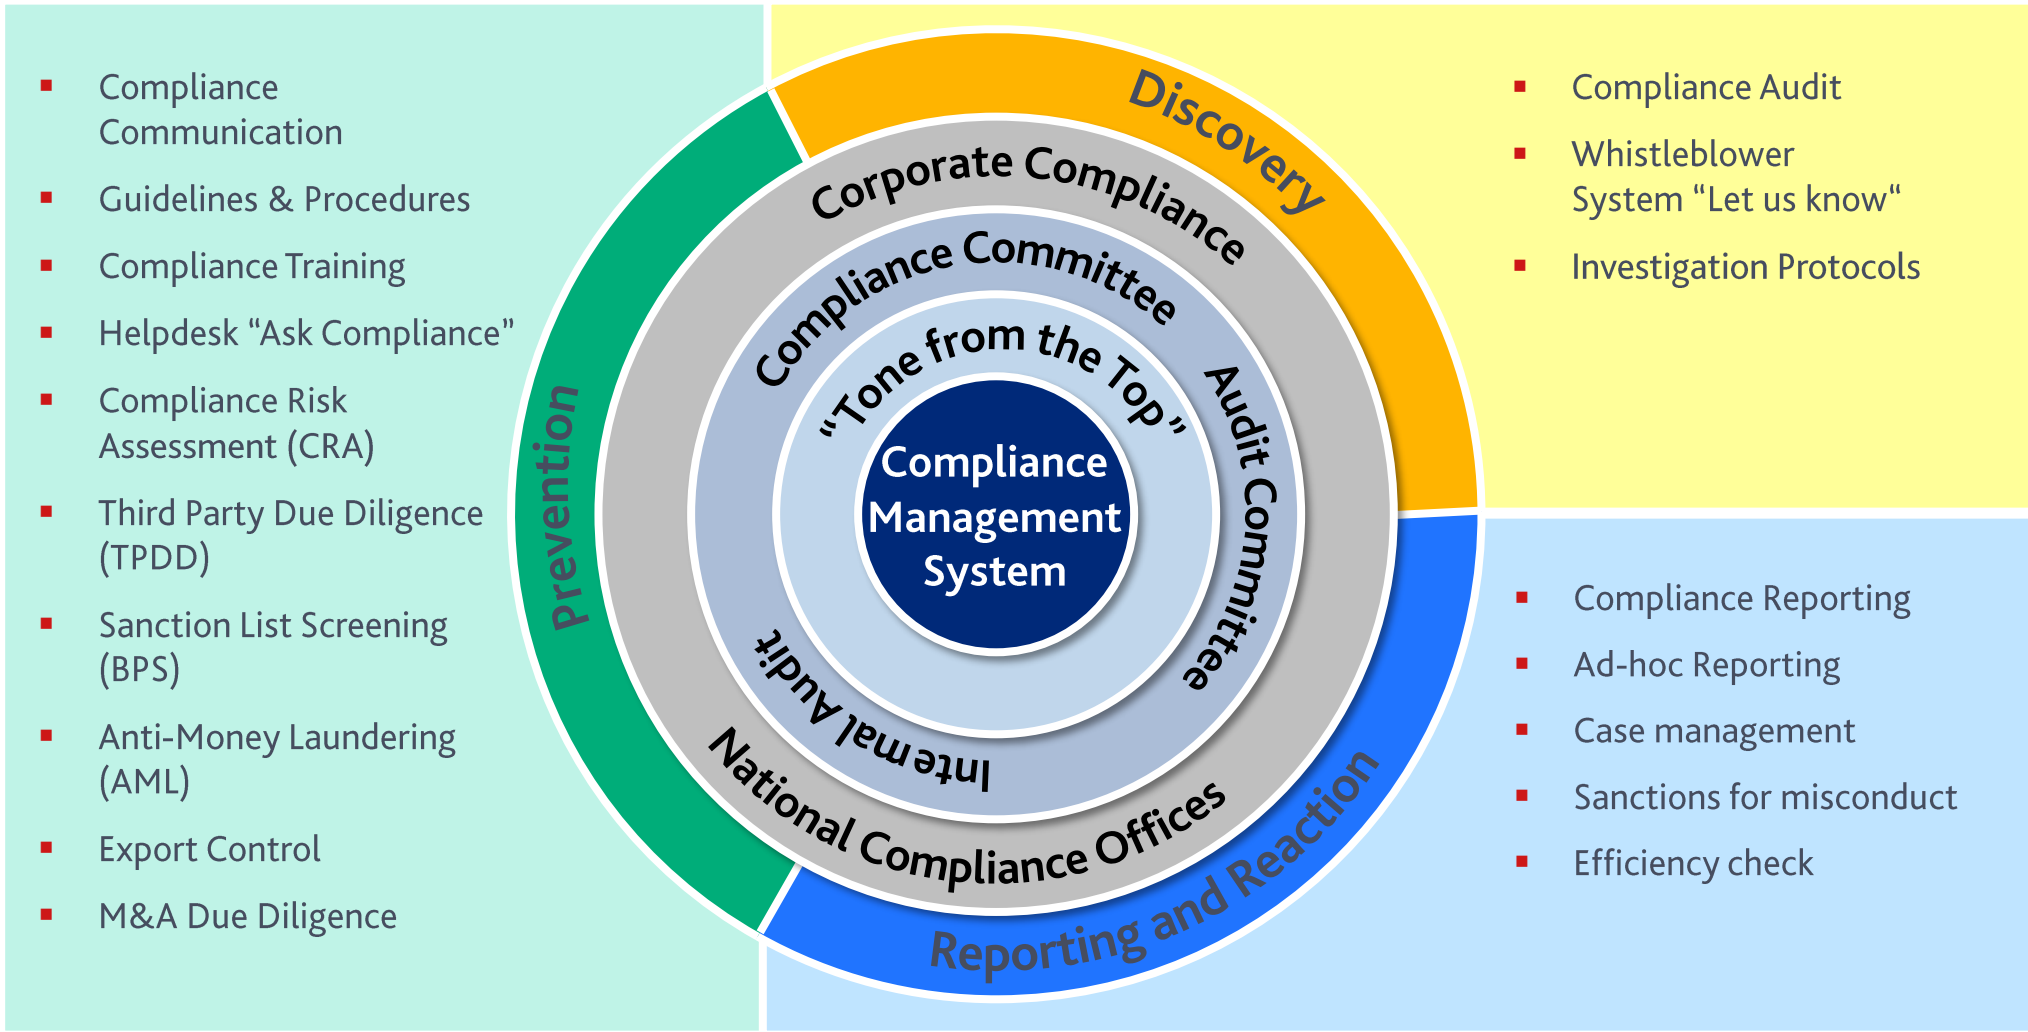 Compliance
Communication
Guidelines & Procedures
Compliance Training
Helpdesk “Ask Compliance”
Compliance Risk
Assessment (CRA)
Third Party Due Diligence
(TPDD)
Sanction List Screening
(BPS)
Anti-Money Laundering
(AML)
Export Control
M&A Due Diligence
Prevention
Discovery
Corporate Compliance
Compliance Committee
“Tone from the Top”
Compliance
Management
System
Audit Committee
Internal Audit
National Compliance Offices
Reporting and Reaction
Compliance Audit
Whistleblower
System “Let us know“
Investigation Protocols
Compliance Reporting
Ad-hoc Reporting
Case management
Sanctions for misconduct
Efficiency check